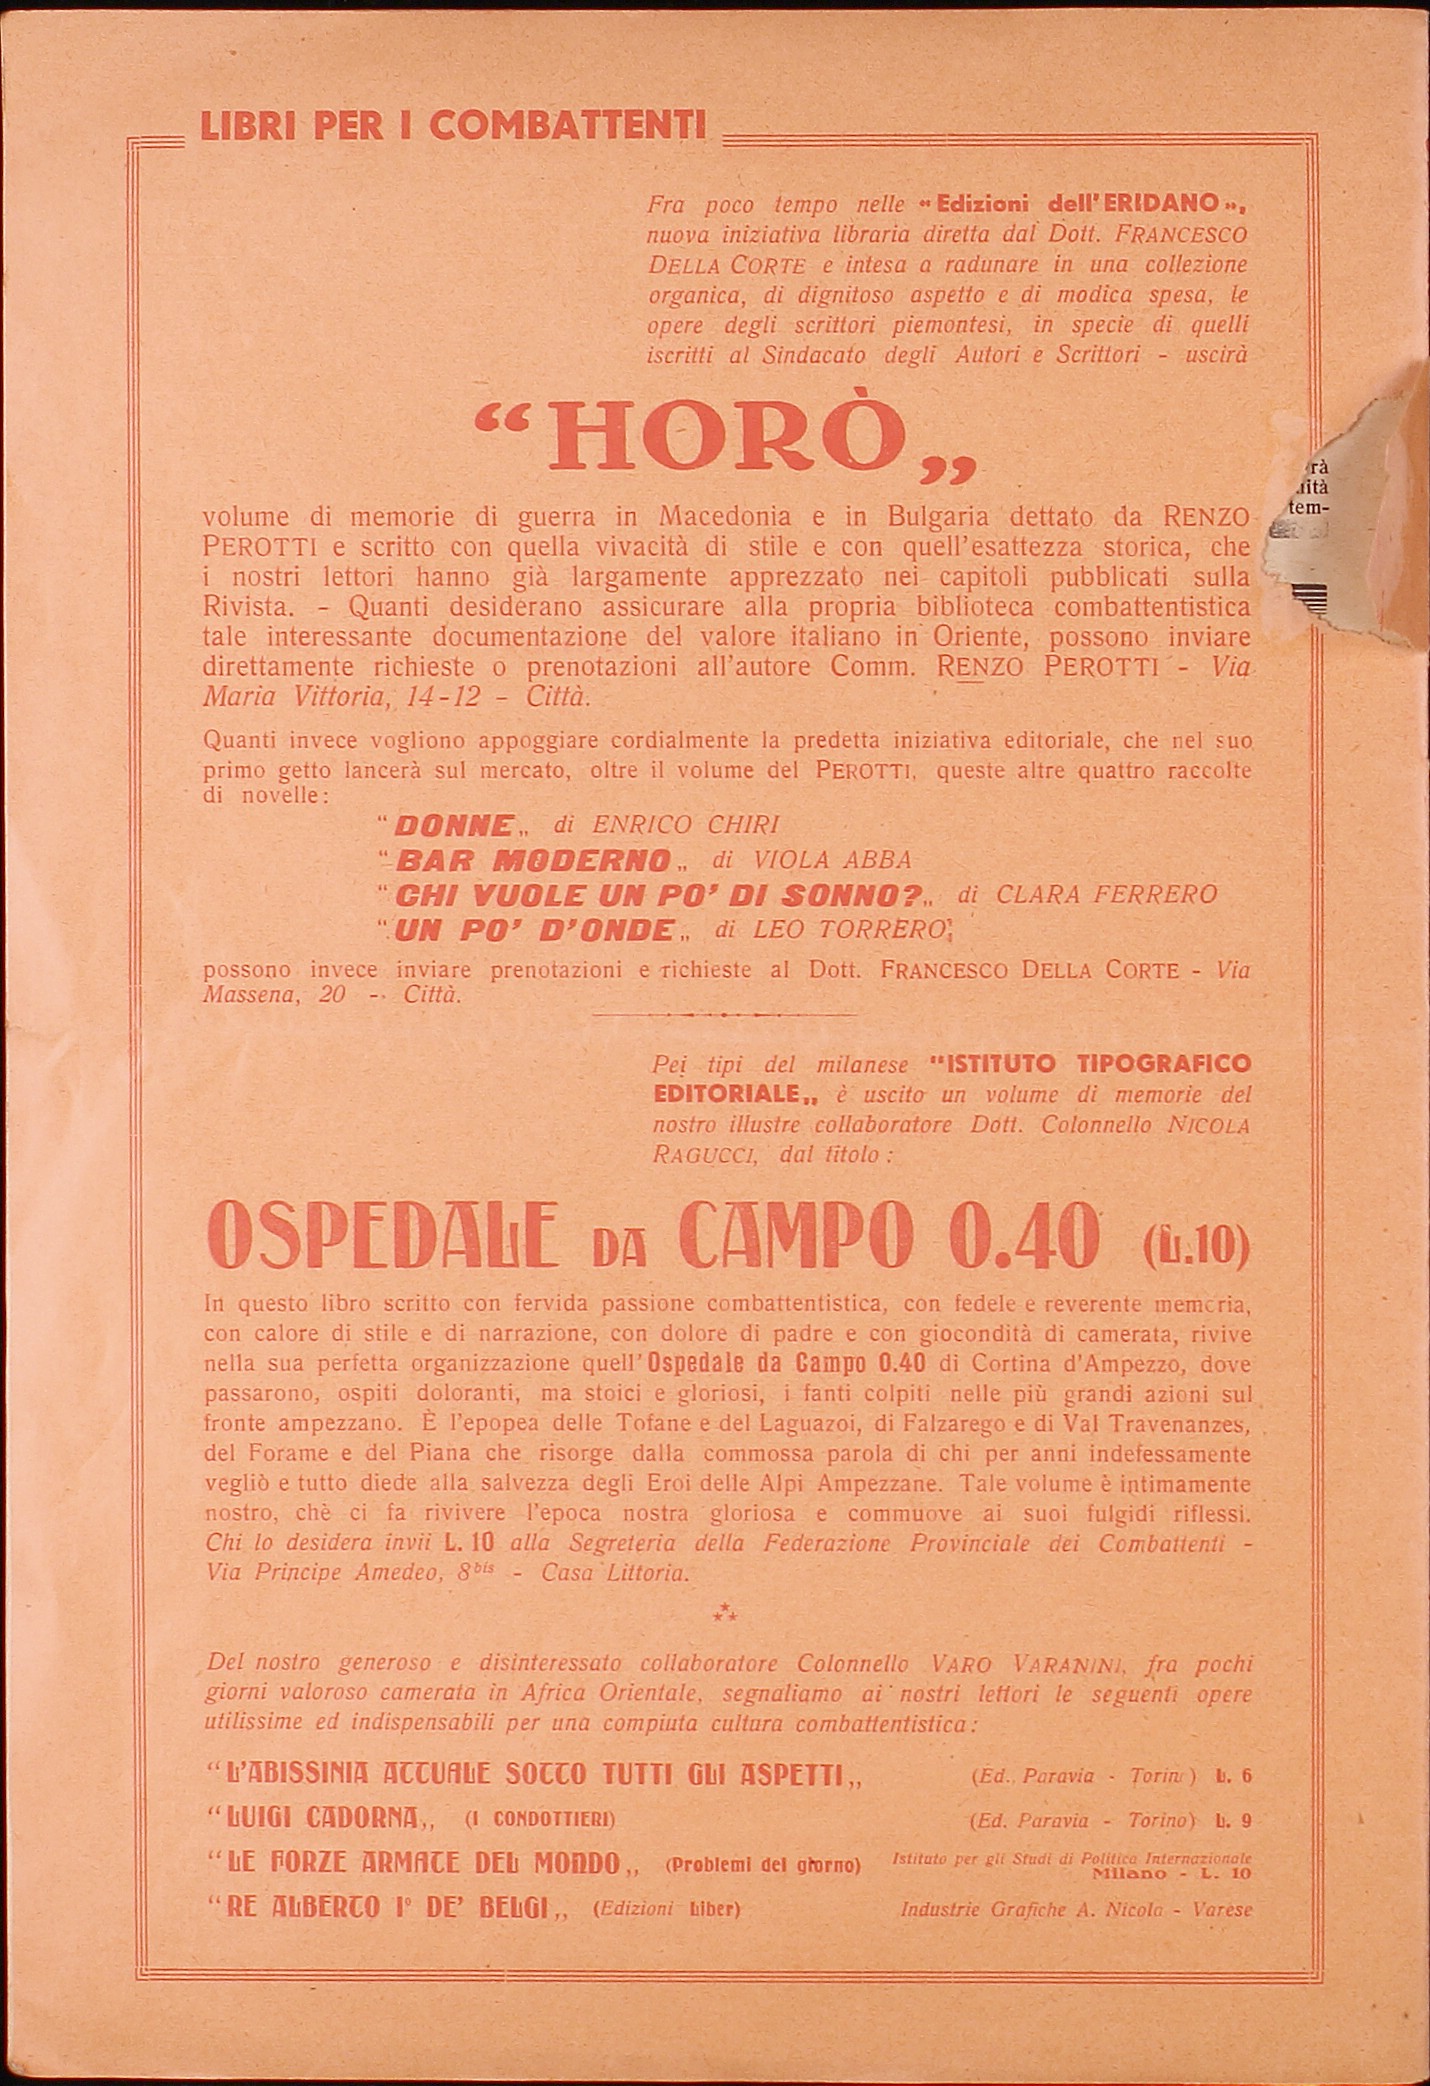 LIBRI PER I COMBATTENTI
Fra poco tempo nelle “Edizioni dell'ERIDANO„,
nuova iniziativa libraria diretta dal Dott. FRANCESCO
DELLA CORTE e intesa a radunare in una collezione
organica, di dignitoso aspetto e di modica spesa, le
opere degli scrittori piemontesi, in specie di quelli
iscritti al Sindacato degli Autori e Scrittori - uscirà
“HORÒ„
volume di memorie di guerra in Macedonia e in Bulgaria dettato da RENZO
PEROTTI e scritto con quella vivacità di stile e con quell'esattezza storica, che
i nostri lettori hanno già largamente apprezzato nei capitoli pubblicati sulla
Rivista. - Quanti desiderano assicurare alla propria biblioteca combattentistica
tale interessante documentazione del valore italiano in Oriente, possono inviare
direttamente richieste o prenotazioni all'autore Comm. RENZO PEROTTI - Via
Maria Vittoria, 14-12 - Città.
rà
ità
tem-
Quanti invece vogliono appoggiare cordialmente la predetta iniziativa editoriale, che nel suo
primo getto lancerà sul mercato, oltre il volume del PEROTTI, queste altre quattro raccolte
di novelle:
“DONNE„ di ENRICO CHIRI
“BAR MODERNO„ di VIOLA ABBA
“CHI VUOLE UN PO' DI SONNO?„ di CLARA FERRERO
“UN PO' D'ONDE„ di LEO TORRERO;
possono invece inviare prenotazioni e richieste al Dott. FRANCESCO DELLA CORTE - Via
Massena, 20 - Città.
Pei tipi del milanese “ISTITUTO TIPOGRAFICO
EDITORIALE„ è uscito un volume di memorie del
nostro illustre collaboratore Dott. Colonnello NICOLA
RAGUCCI, dal titolo:
OSPEDALE DA CAMPO 0.40 (L.10)
In questo libro scritto con fervida passione combattentistica, con fedele e reverente memoria,
con calore di stile e di narrazione, con dolore di padre e con giocondità di camerata, rivive
nella sua perfetta organizzazione quell'Ospedale da Campo 0.40 di Cortina d'Ampezzo, dove
passarono, ospiti doloranti, ma stoici e gloriosi, i fanti colpiti nelle più grandi azioni sul
fronte ampezzano. È l'epopea delle Tofane e del Laguazoi, di Falzarego e di Val Travenanzes,
del Forame e del Piana che risorge dalla commossa parola di chi per anni indefessamente
vegliò e tutto diede alla salvezza degli Eroi delle Alpi Ampezzane. Tale volume è intimamente
nostro, chè ci fa rivivere l'epoca nostra gloriosa e commuove ai suoi fulgidi riflessi.
Chi lo desidera invii L. 10 alla Segreteria della Federazione Provinciale dei Combattenti -
Via Principe Amedeo, 8bis - Casa Littoria.
Del nostro generoso e disinteressato collaboratore Colonnello VARO VARANINI, fra pochi
giorni valoroso camerata in Africa Orientale, segnaliamo ai nostri lettori le seguenti opere
utilissime ed indispensabili per una compiuta cultura combattentistica:
“L'ABISSINIA ATTUALE SOTTO TUTTI GLI ASPETTI„ (Ed. Paravia - Torino) L. 6
“LUIGI CADORNA„ (I CONDOTTIERI) (Ed. Paravia - Torino) L. 9
“LE FORZE ARMATE DEL MONDO„ (Problemi del giorno) Istituto per gli Studi di Politica Internazionale
Milano - L. 10
“RE ALBERTO I° DE' BELGI„ (Edizioni Liber) Industrie Grafiche A. Nicola - Varese